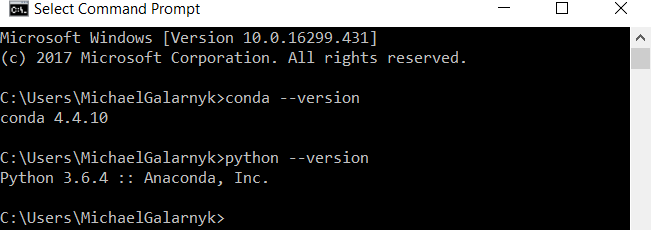 Select Command Prompt
Microsoft Windows [Version 10.0.16299.431]
(c) 2017 Microsoft Corporation. All rights reserved.
C:\Users\MichaelGalarnyk>conda --version
conda 4.4.10
C:\Users\MichaelGalarnyk>python --version
Python 3.6.4 :: Anaconda, Inc.
C:\Users\MichaelGalarnyk>